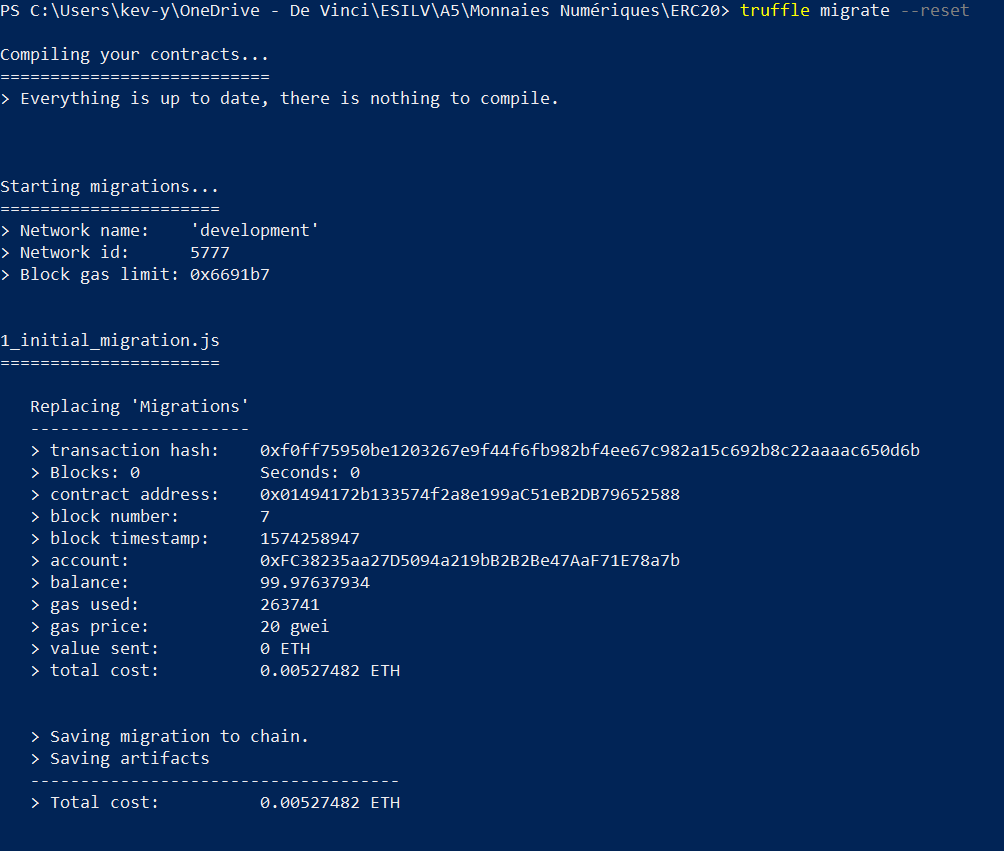 PS C:\Users\kev-y\OneDrive - De Vinci\ESILV\A5\Monnaies Numériques\ERC20> truffle migrate --reset
Compiling your contracts...
===========================
> Everything is up to date, there is nothing to compile.
Starting migrations...
======================
> Network name:    'development'
> Network id:      5777
> Block gas limit: 0x6691b7
1_initial_migration.js
======================
   Replacing 'Migrations'
   ----------------------
   > transaction hash:    0xf0ff75950be1203267e9f44f6fb982bf4ee67c982a15c692b8c22aaaac650d6b
   > Blocks: 0            Seconds: 0
   > contract address:    0x01494172b133574f2a8e199aC51eB2DB79652588
   > block number:        7
   > block timestamp:     1574258947
   > account:             0xFC38235aa27D5094a219bB2B2Be47AaF71E78a7b
   > balance:             99.97637934
   > gas used:            263741
   > gas price:           20 gwei
   > value sent:          0 ETH
   > total cost:          0.00527482 ETH
   > Saving migration to chain.
   > Saving artifacts
   -------------------------------------
   > Total cost:          0.00527482 ETH